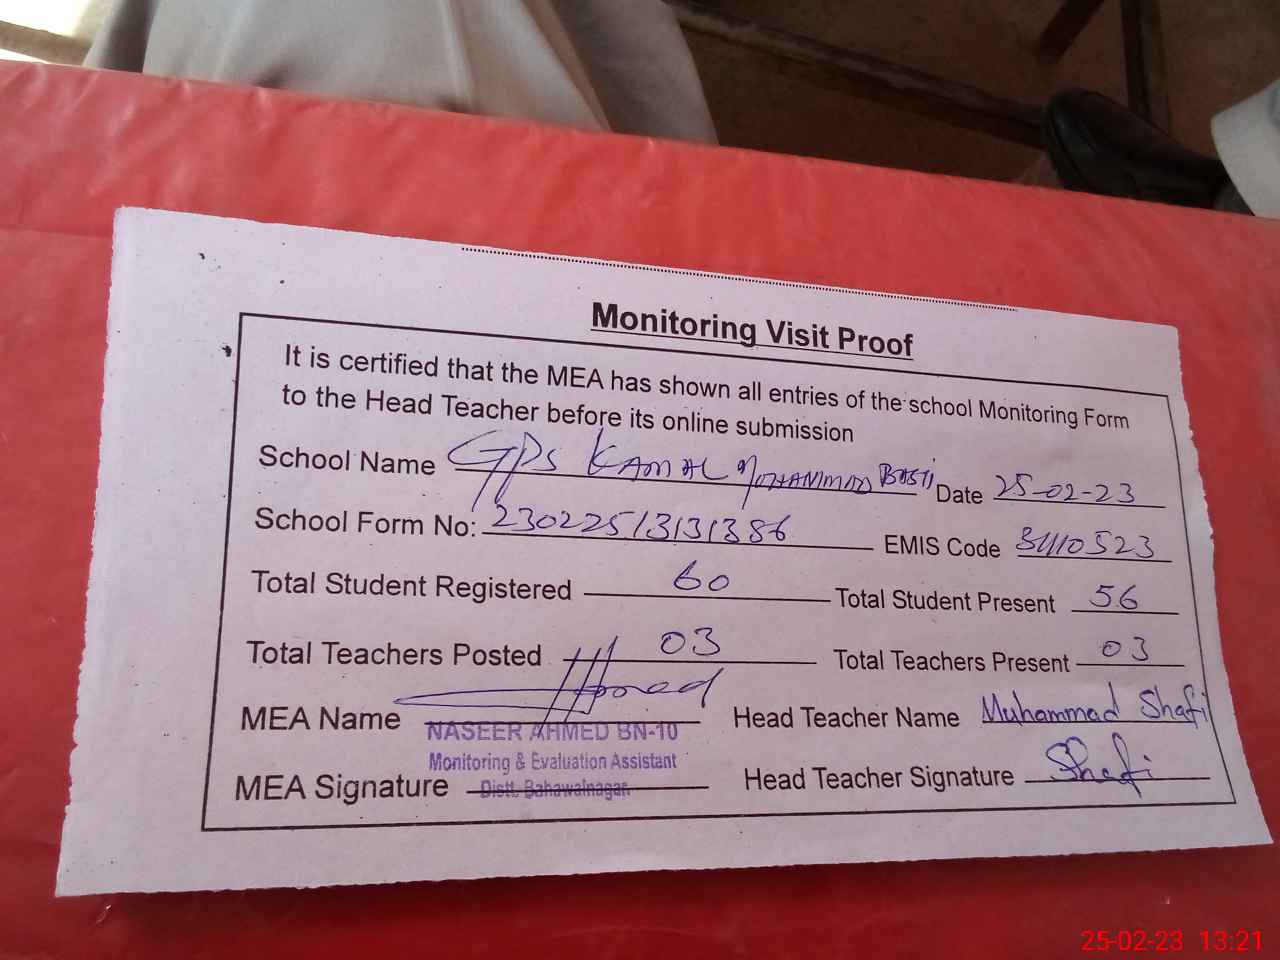 Monitoring Visit Proof
It is certified that the MEA has shown all entries of the school Monitoring Form
to the Head Teacher before its online submission
School Name GPS KAMAL MOHAMMAD BASTI Date 25-02-23
School Form No: 23022513131386 EMIS Code 31110523
Total Student Registered 60 Total Student Present 56
Total Teachers Posted 03 Total Teachers Present 03
MEA Name NASEER AHMED BN-10 Head Teacher Name Muhammad Shafi
Monitoring & Evaluation Assistant
MEA Signature Distt. Bahawalnagar Head Teacher Signature Shafi
25-02-23 13:21